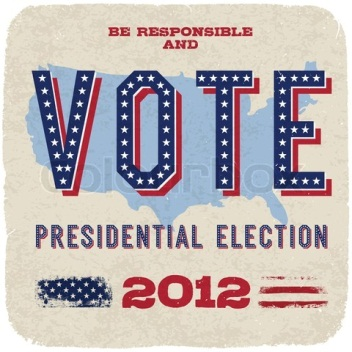 BE RESPONSIBLE
AND
VOTE
PRESIDENTIAL ELECTION
2012